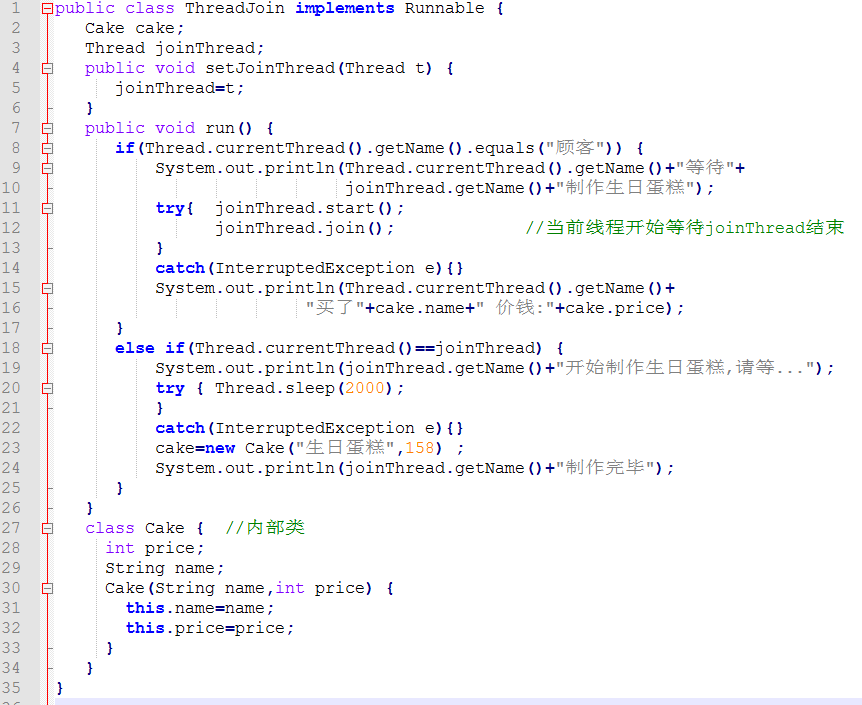 1 public class ThreadJoin implements Runnable {
2 Cake cake;
3 Thread joinThread;
4 public void setJoinThread(Thread t) {
5 joinThread=t;
6 }
7 public void run() {
8 if(Thread.currentThread().getName().equals("顾客")) {
9 System.out.println(Thread.currentThread().getName()+"等待"+
10 joinThread.getName()+"制作生日蛋糕");
11 try{ joinThread.start();
12 joinThread.join(); //当前线程开始等待joinThread结束
13 }
14 catch(InterruptedException e){}
15 System.out.println(Thread.currentThread().getName()+
16 "买了"+cake.name+" 价钱:"+cake.price);
17 }
18 else if(Thread.currentThread()==joinThread) {
19 System.out.println(joinThread.getName()+"开始制作生日蛋糕,请等...");
20 try { Thread.sleep(2000);
21 }
22 catch(InterruptedException e){}
23 cake=new Cake("生日蛋糕",158) ;
24 System.out.println(joinThread.getName()+"制作完毕");
25 }
26 }
27 class Cake { //内部类
28 int price;
29 String name;
30 Cake(String name,int price) {
31 this.name=name;
32 this.price=price;
33 }
34 }
35 }